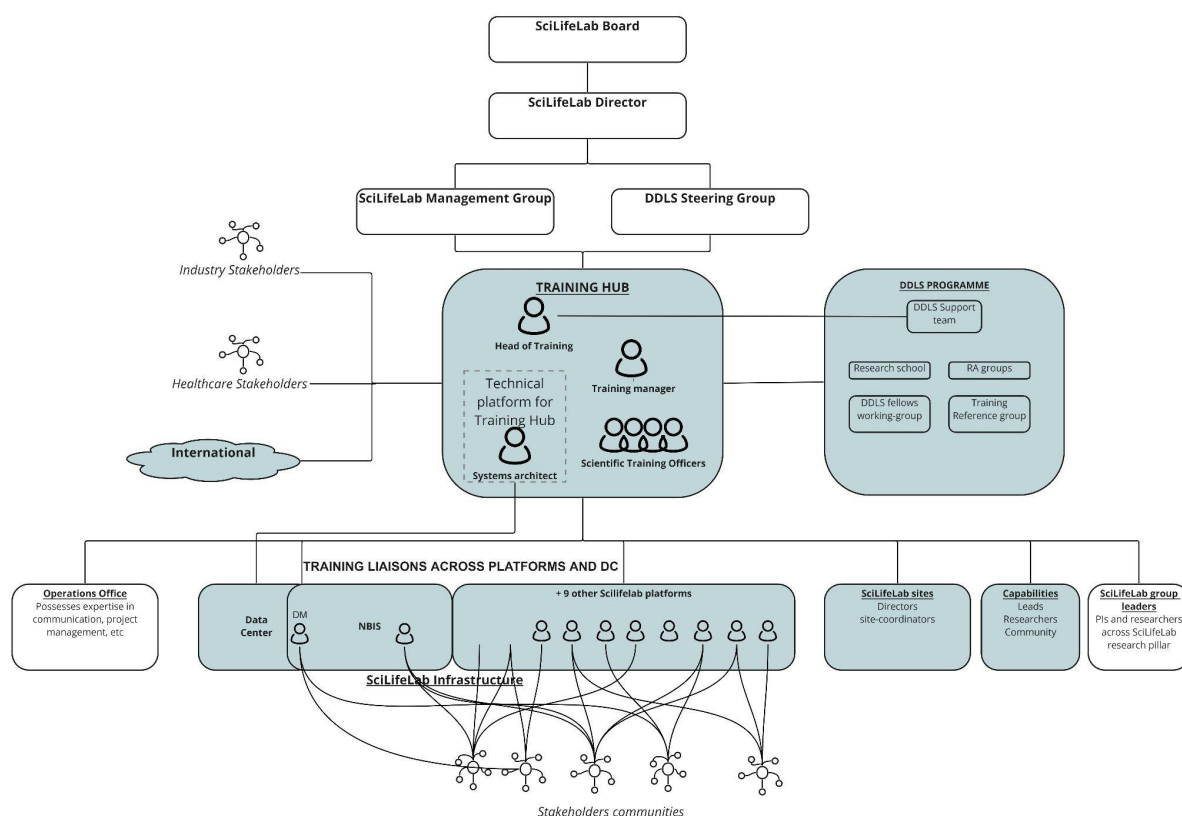 SciLifeLab Board
SciLifeLab Director
SciLifeLab Management Group
DDLS Steering Group
Industry Stakeholders
Healthcare Stakeholders
International
TRAINING HUB
Head of Training
Training manager
Technical
platform for
Training Hub
Systems architect
Scientific Training Officers
DDLS PROGRAMME
DDLS Support
team
Research school
RA groups
DDLS fellows
working-group
Training
Reference group
TRAINING LIAISONS ACROSS PLATFORMS AND DC
Operations Office
Possesses expertise in
communication, project
management, etc
Data
Center
DM
NBIS
+ 9 other Scilifelab platforms
SciLifeLab Infrastructure
SciLifeLab sites
Directors
site-coordinators
Capabilities
Leads
Researchers
Community
SciLifeLab group
leaders
PIs and researchers
across SciLifeLab
research pillar
Stakeholders communities